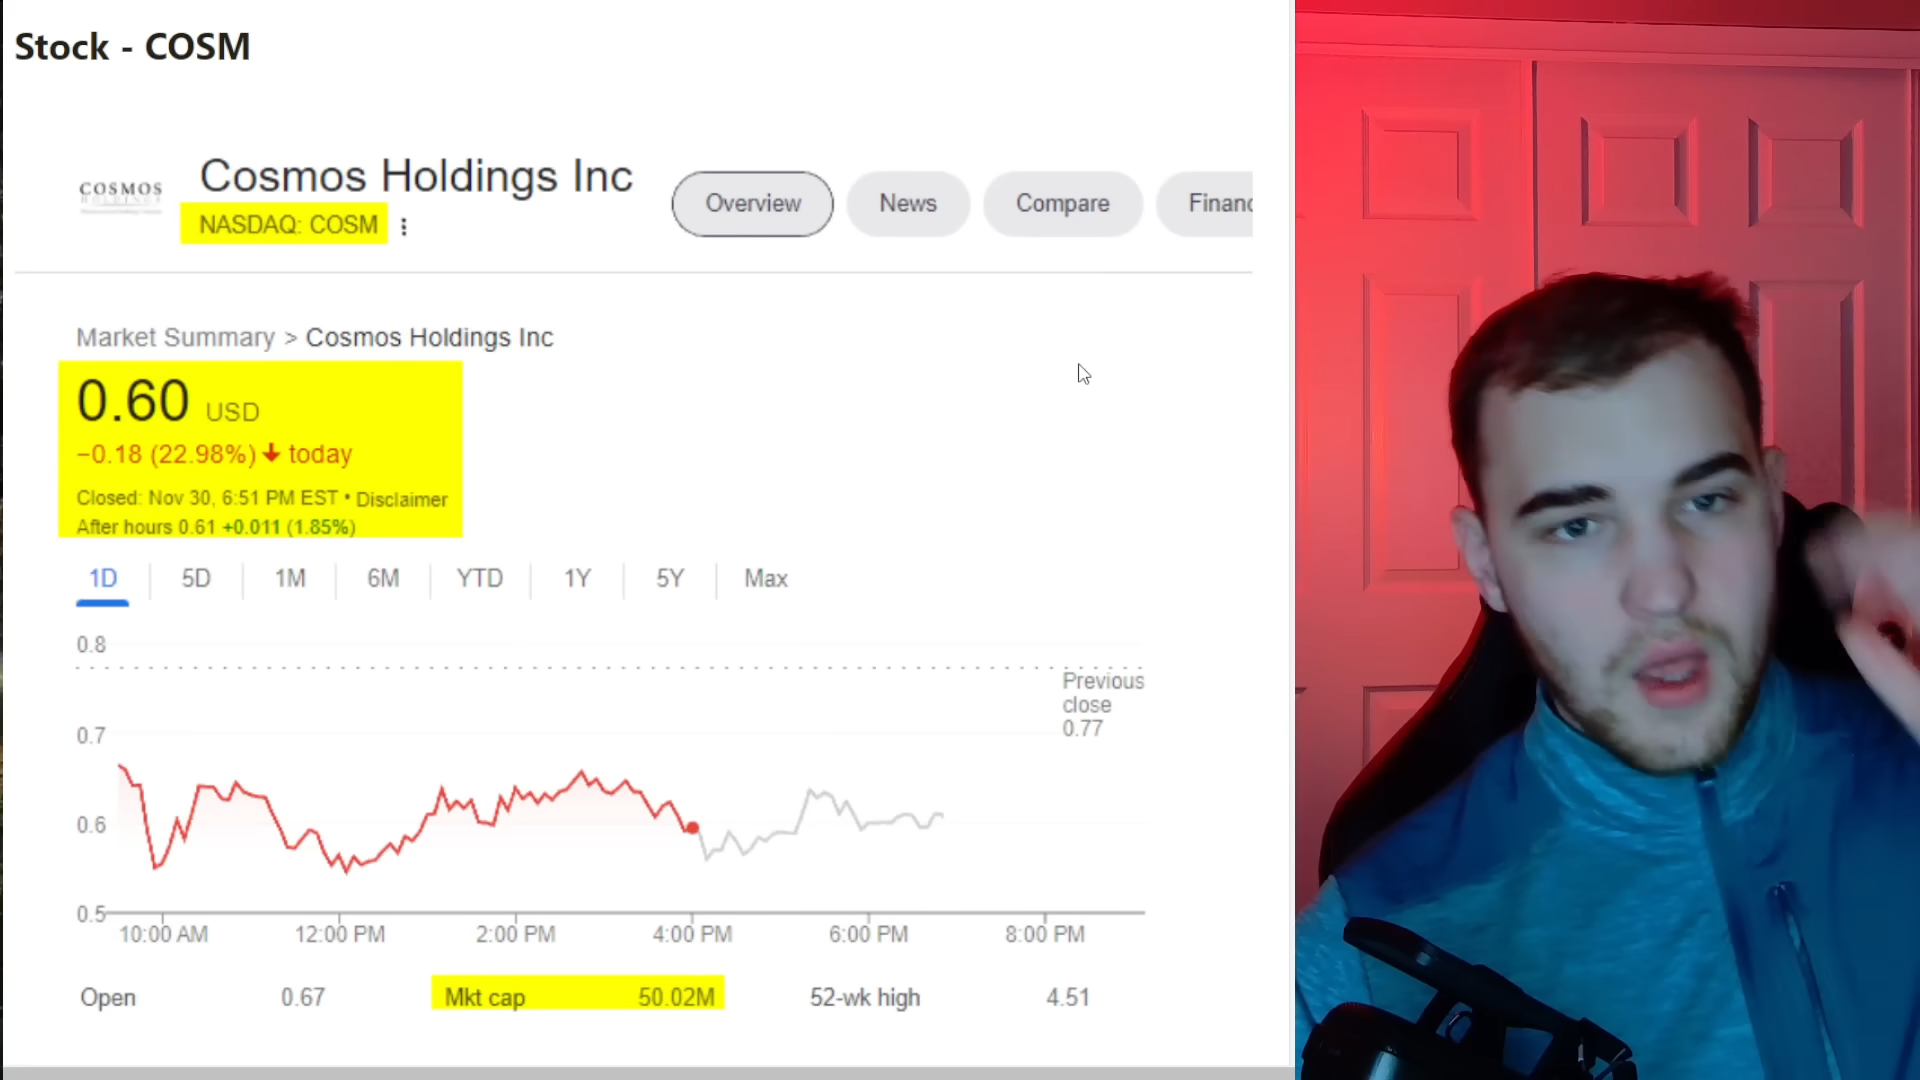 Stock - COSM
COSMOS
HOLDINGS
Cosmos Holdings Inc
NASDAQ: COSM
Overview
News
Compare
Financ
Market Summary > Cosmos Holdings Inc
0.60 USD
−0.18 (22.98%) ↓ today
Closed: Nov 30, 6:51 PM EST • Disclaimer
After hours 0.61 +0.011 (1.85%)
1D 5D 1M 6M YTD 1Y 5Y Max
0.8
Previous
close
0.77
0.7
0.6
0.5
10:00 AM 12:00 PM 2:00 PM 4:00 PM 6:00 PM 8:00 PM
Open 0.67 Mkt cap 50.02M 52-wk high 4.51